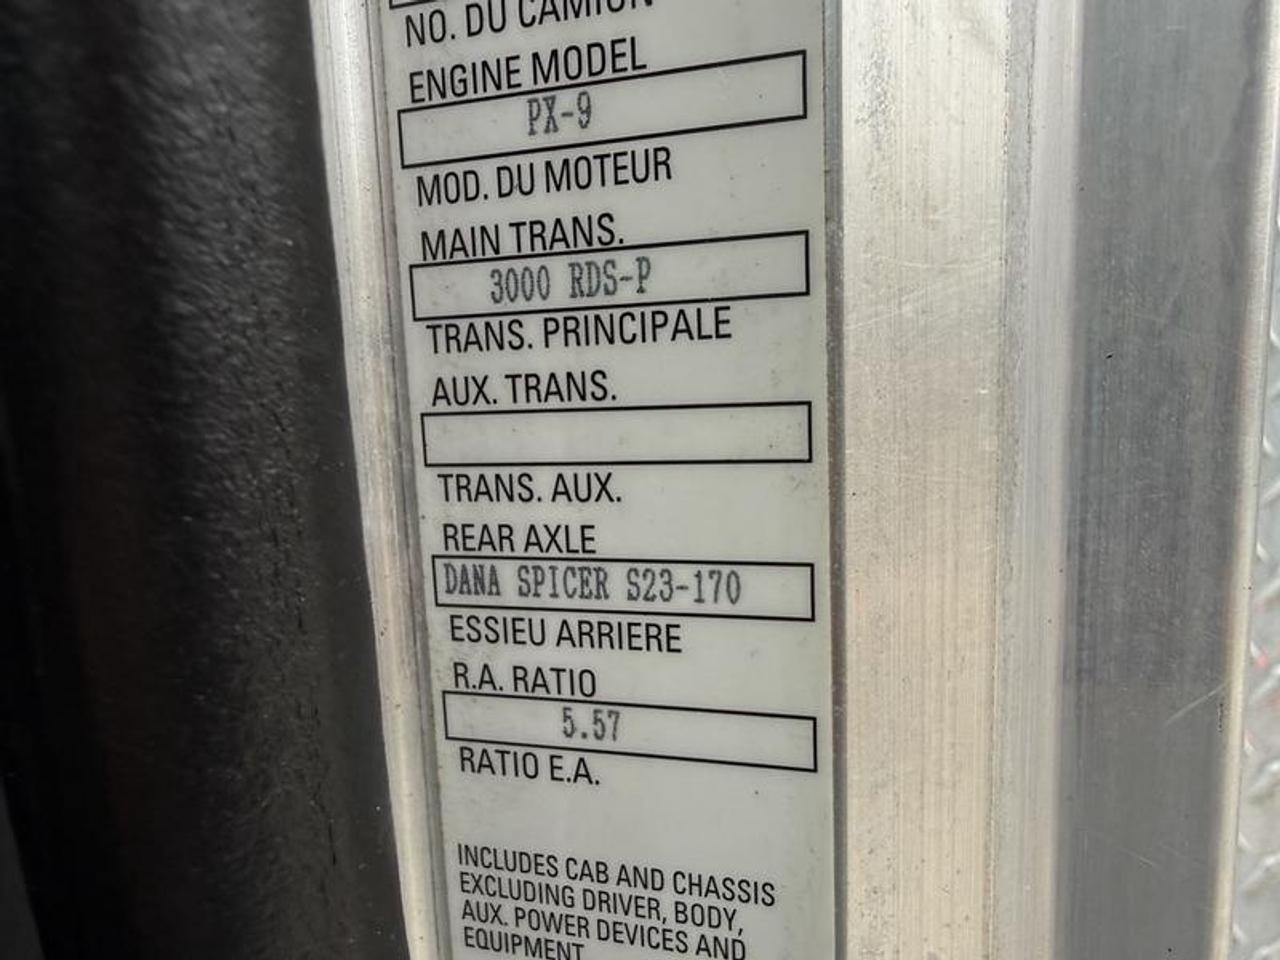 NO. DU CAMION
ENGINE MODEL
PX-9
MOD. DU MOTEUR
MAIN TRANS.
3000 RDS-P
TRANS. PRINCIPALE
AUX. TRANS.
TRANS. AUX.
REAR AXLE
DANA SPICER S23-170
ESSIEU ARRIERE
R.A. RATIO
5.57
RATIO E.A.
INCLUDES CAB AND CHASSIS
EXCLUDING DRIVER, BODY,
AUX. POWER DEVICES AND
EQUIPMENT